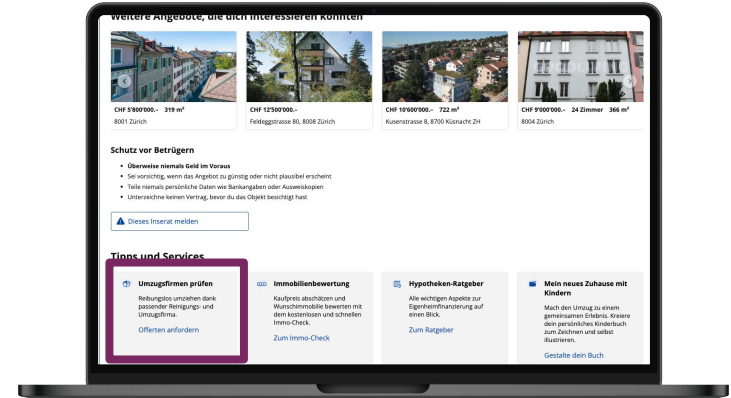 Weitere Angebote, die dich interessieren könnten
CHF 5'800'000.– 319 m²
8001 Zürich
CHF 12'500'000.–
Feldeggstrasse 80, 8008 Zürich
CHF 10'600'000.– 722 m²
Kusenstrasse 8, 8700 Küsnacht ZH
CHF 9'000'000.– 24 Zimmer 366 m²
8004 Zürich
Schutz vor Betrügern
Überweise niemals Geld im Voraus
Sei vorsichtig, wenn das Angebot zu günstig oder nicht plausibel erscheint
Teile niemals persönliche Daten wie Bankangaben oder Ausweiskopien
Unterzeichne keinen Vertrag, bevor du das Objekt besichtigt hast
Dieses Inserat melden
Tipps und Services
Umzugsfirmen prüfen
Reibungslos umziehen dank
passender Reinigungs- und
Umzugsfirma.
Offerten anfordern
Immobilienbewertung
Kaufpreis abschätzen und
Wunschimmobilie bewerten mit
dem kostenlosen und schnellen
Immo-Check.
Zum Immo-Check
Hypotheken-Ratgeber
Alle wichtigen Aspekte zur
Eigenheimfinanzierung auf
einen Blick.
Zum Ratgeber
Mein neues Zuhause mit
Kindern
Mach den Umzug zu einem
gemeinsamen Erlebnis. Kreiere
dein persönliches Kinderbuch
zum Zeichnen und selbst
illustrieren.
Gestalte dein Buch